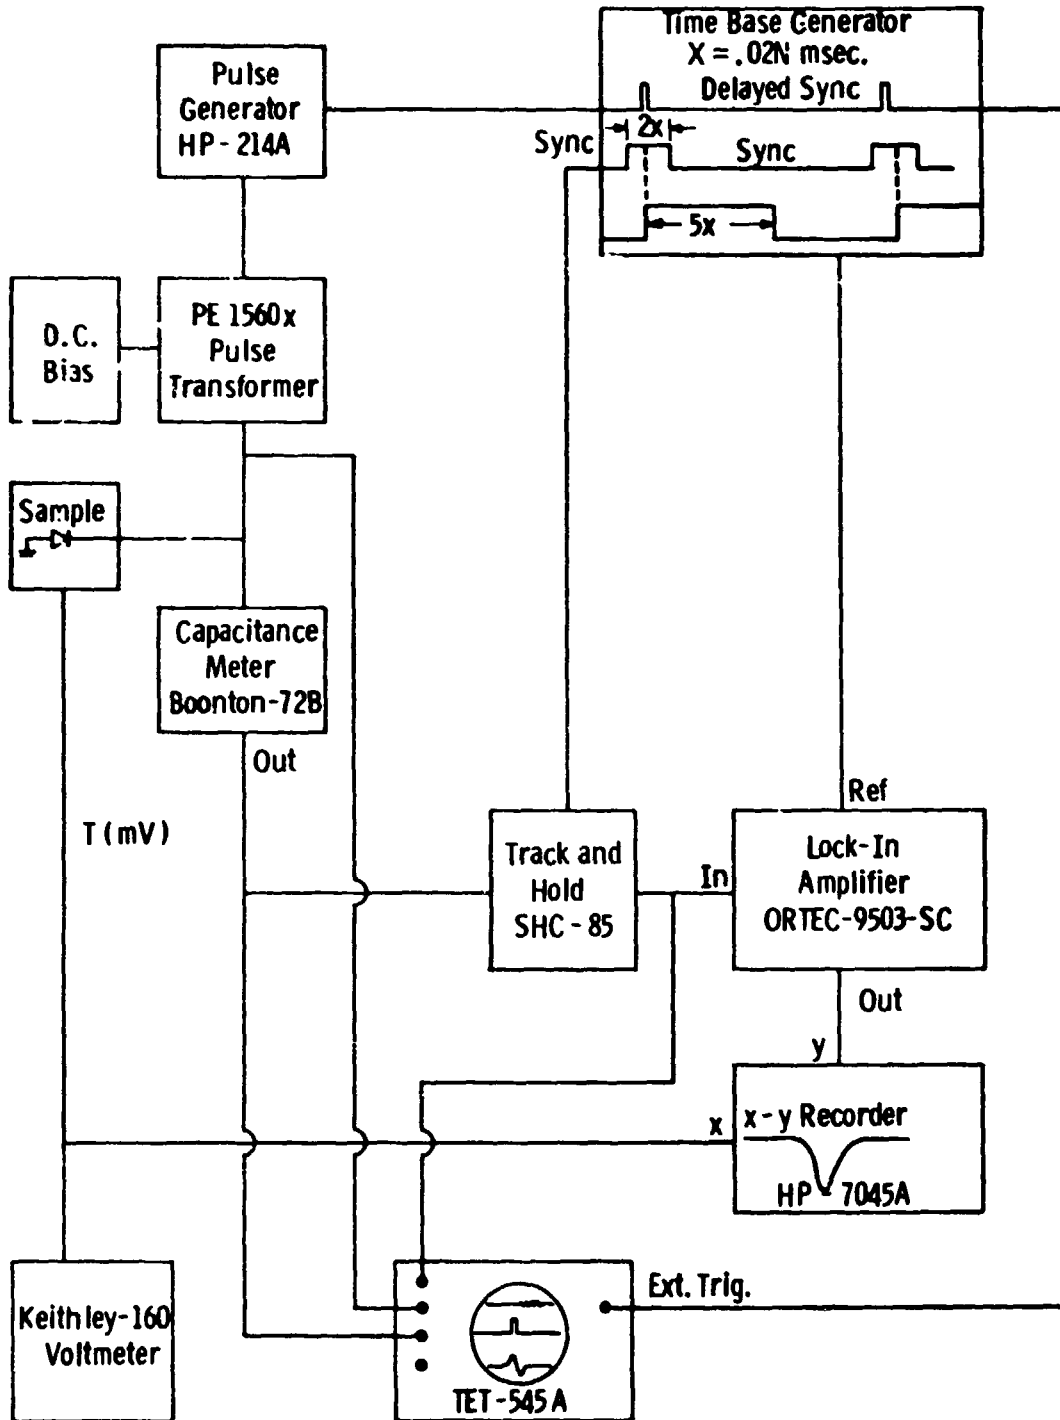 Time Base Generator
X = .02N msec.
Delayed Sync
2x
Sync
Sync
5x
Pulse
Generator
HP - 214A
D.C.
Bias
PE 1560x
Pulse
Transformer
Sample
Capacitance
Meter
Boonton-72B
Out
T (mV)
Track and
Hold
SHC - 85
Ref
In
Lock-In
Amplifier
ORTEC-9503-SC
Out
y
x
x - y Recorder
HP - 7045A
Keithley-160
Voltmeter
Ext. Trig.
TET - 545 A